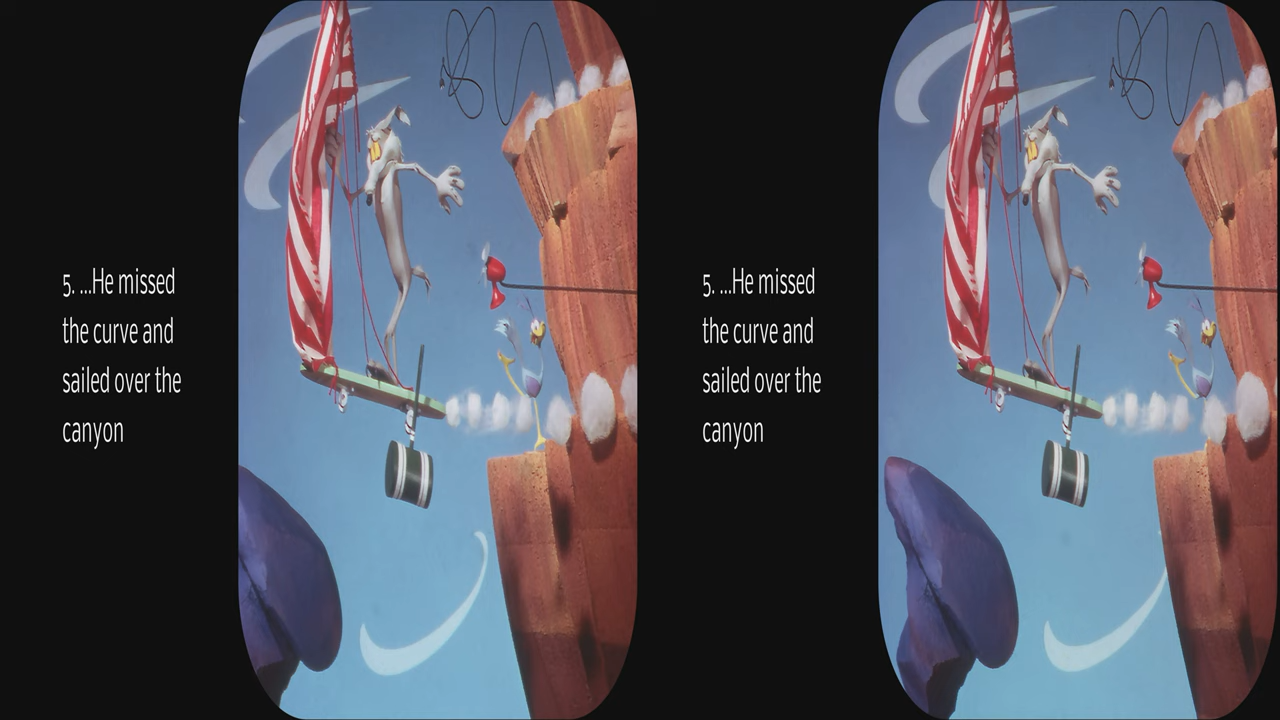 5. ...He missed
the curve and
sailed over the
canyon
5. ...He missed
the curve and
sailed over the
canyon